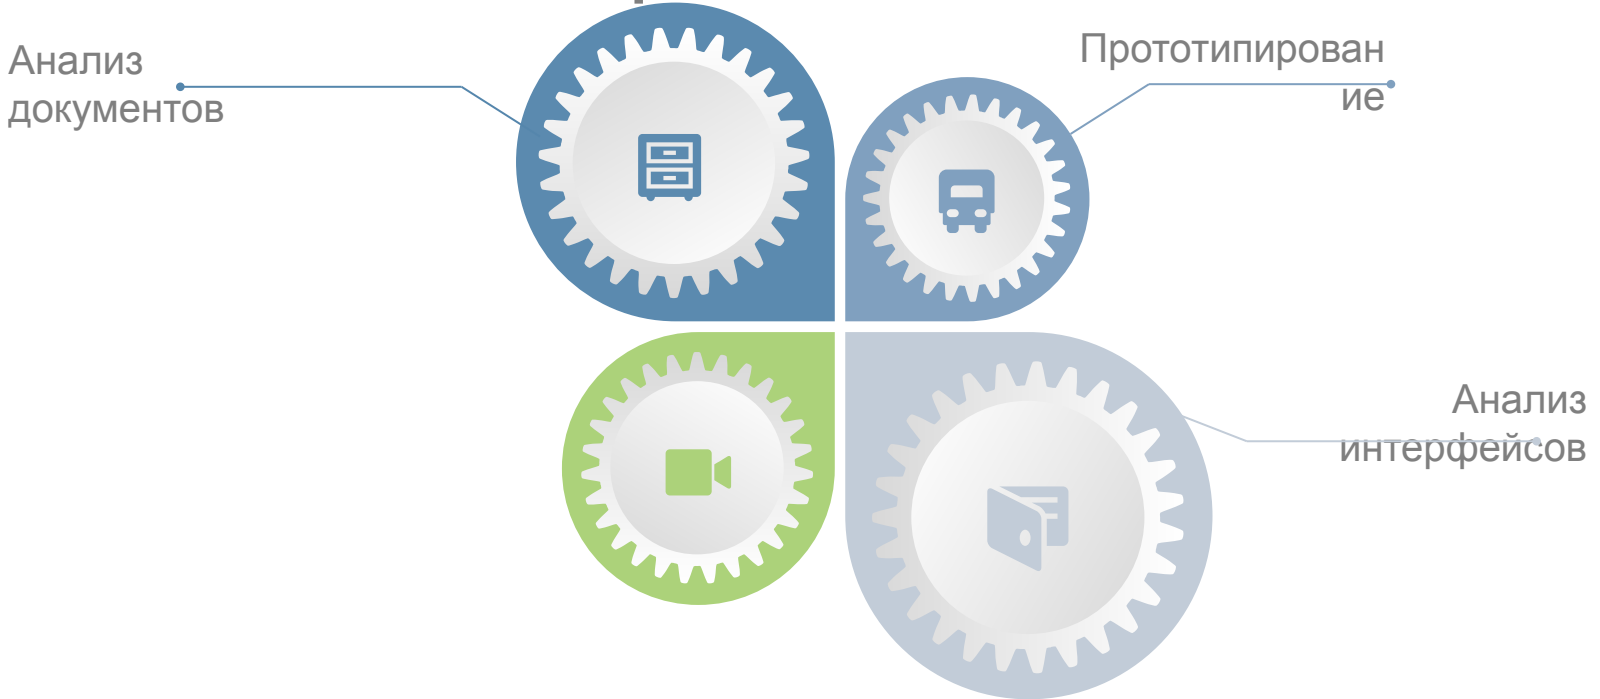 Анализ
документов
Прототипирован
ие
Анализ
интерфейсов